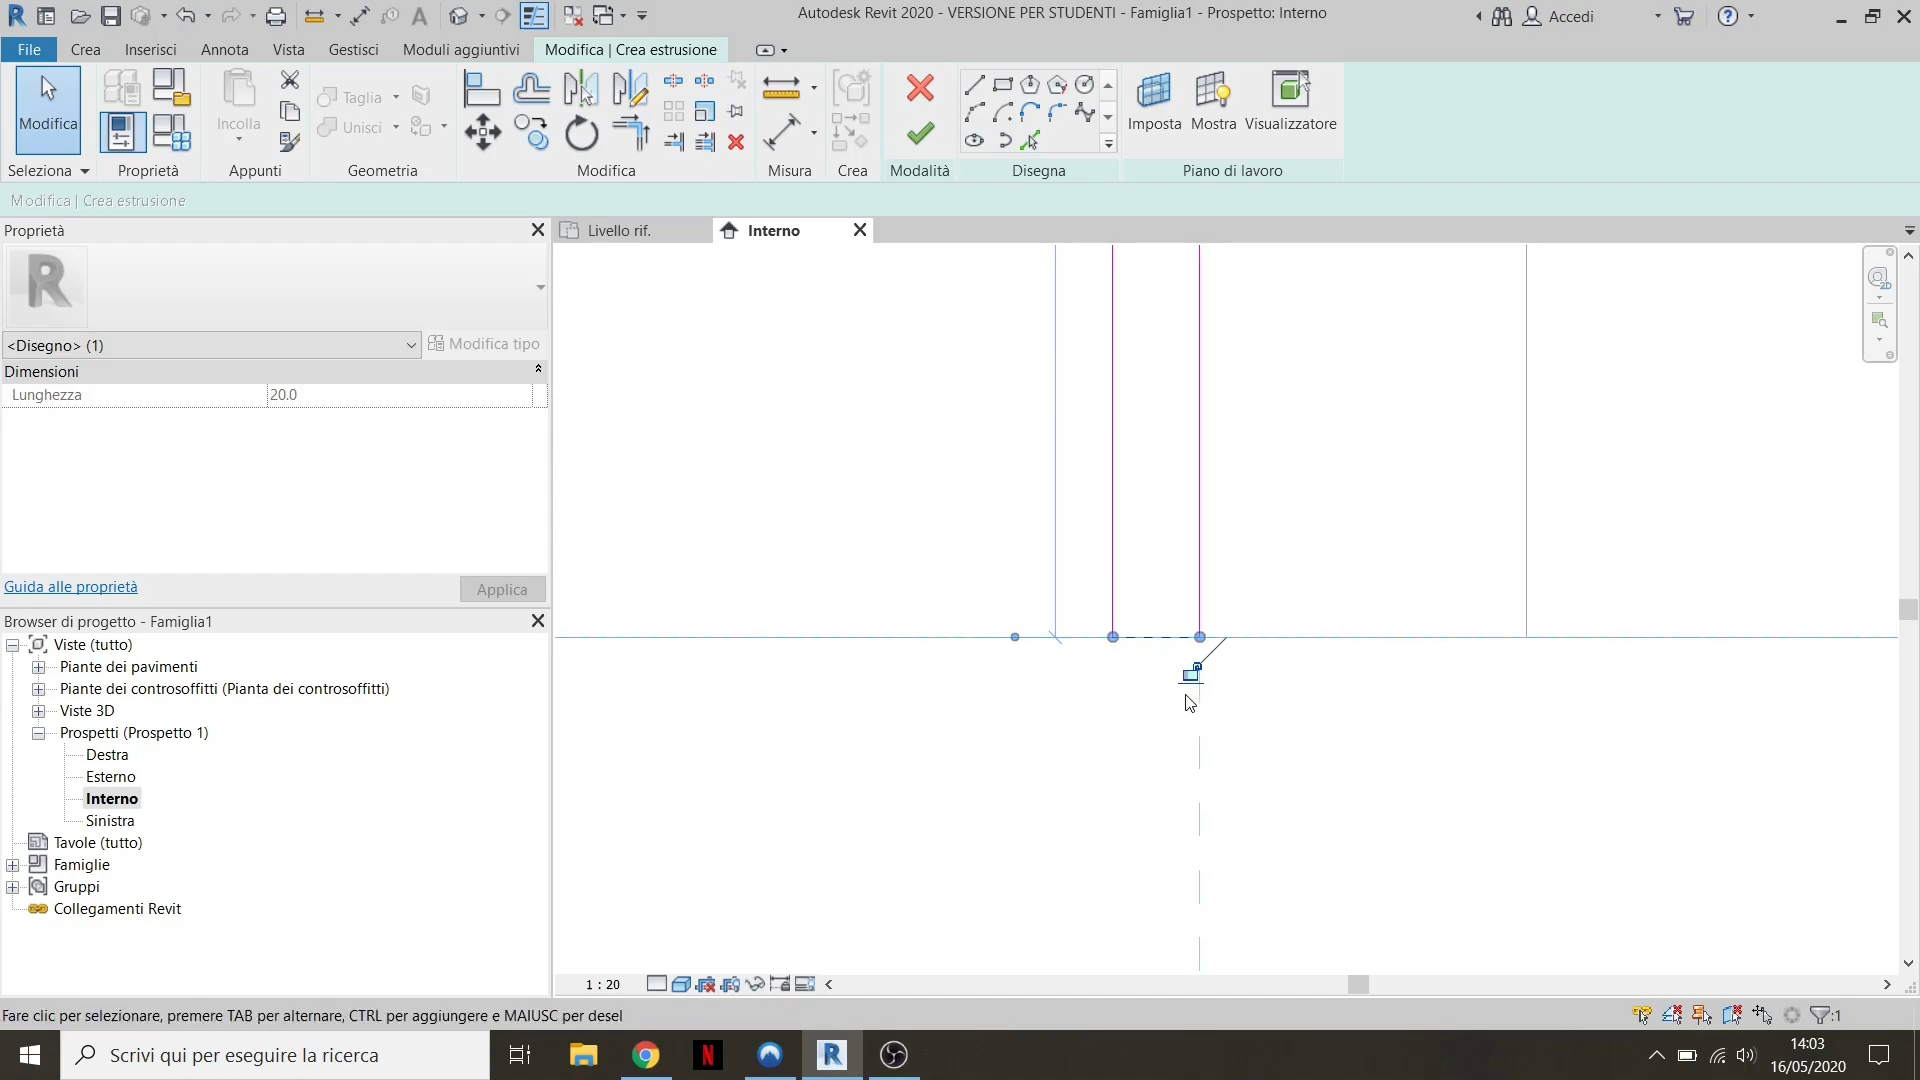 Autodesk Revit 2020 - VERSIONE PER STUDENTI - Famiglia1 - Prospetto: Interno
Accedi
File
Crea
Inserisci
Annota
Vista
Gestisci
Moduli aggiuntivi
Modifica | Crea estrusione
Modifica
Incolla
Taglia
Unisci
Imposta
Mostra
Visualizzatore
Seleziona
Proprietà
Appunti
Geometria
Modifica
Misura
Crea
Modalità
Disegna
Piano di lavoro
Modifica | Crea estrusione
Proprietà
Livello rif.
Interno
2D
<Disegno> (1)
Modifica tipo
Dimensioni
Lunghezza
20.0
Guida alle proprietà
Applica
Browser di progetto - Famiglia1
Viste (tutto)
Piante dei pavimenti
Piante dei controsoffitti (Pianta dei controsoffitti)
Viste 3D
Prospetti (Prospetto 1)
Destra
Esterno
Interno
Sinistra
Tavole (tutto)
Famiglie
Gruppi
Collegamenti Revit
1 : 20
Fare clic per selezionare, premere TAB per alternare, CTRL per aggiungere e MAIUSC per desel
:1
Scrivi qui per eseguire la ricerca
14:03
16/05/2020